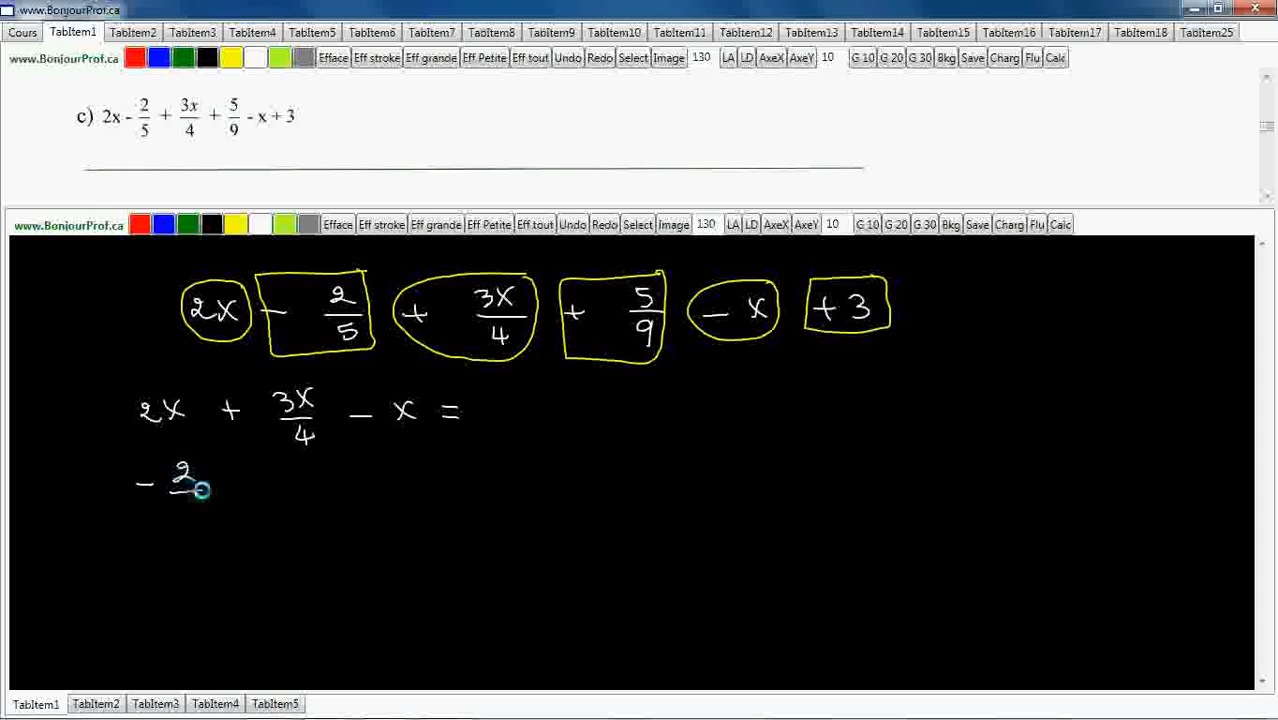 www.BonjourProf.ca
Cours TabItem1 TabItem2 TabItem3 TabItem4 TabItem5 TabItem6 TabItem7 TabItem8 TabItem9 TabItem10 TabItem11 TabItem12 TabItem13 TabItem14 TabItem15 TabItem16 TabItem17 TabItem18 TabItem25
www.BonjourProf.ca Efface Eff stroke Eff grande Eff Petite Eff tout Undo Redo Select Image 130 LA LD AxeX AxeY 10 G 10 G 20 G 30 Bkg Save Charg Flu Calc
c) 2x - 2/5 + 3x/4 + 5/9 - x + 3
www.BonjourProf.ca Efface Eff stroke Eff grande Eff Petite Eff tout Undo Redo Select Image 130 LA LD AxeX AxeY 10 G 10 G 20 G 30 Bkg Save Charg Flu Calc
2x - 2/5 + 3x/4 + 5/9 - x + 3
2x + 3x/4 - x =
- 2/
TabItem1 TabItem2 TabItem3 TabItem4 TabItem5